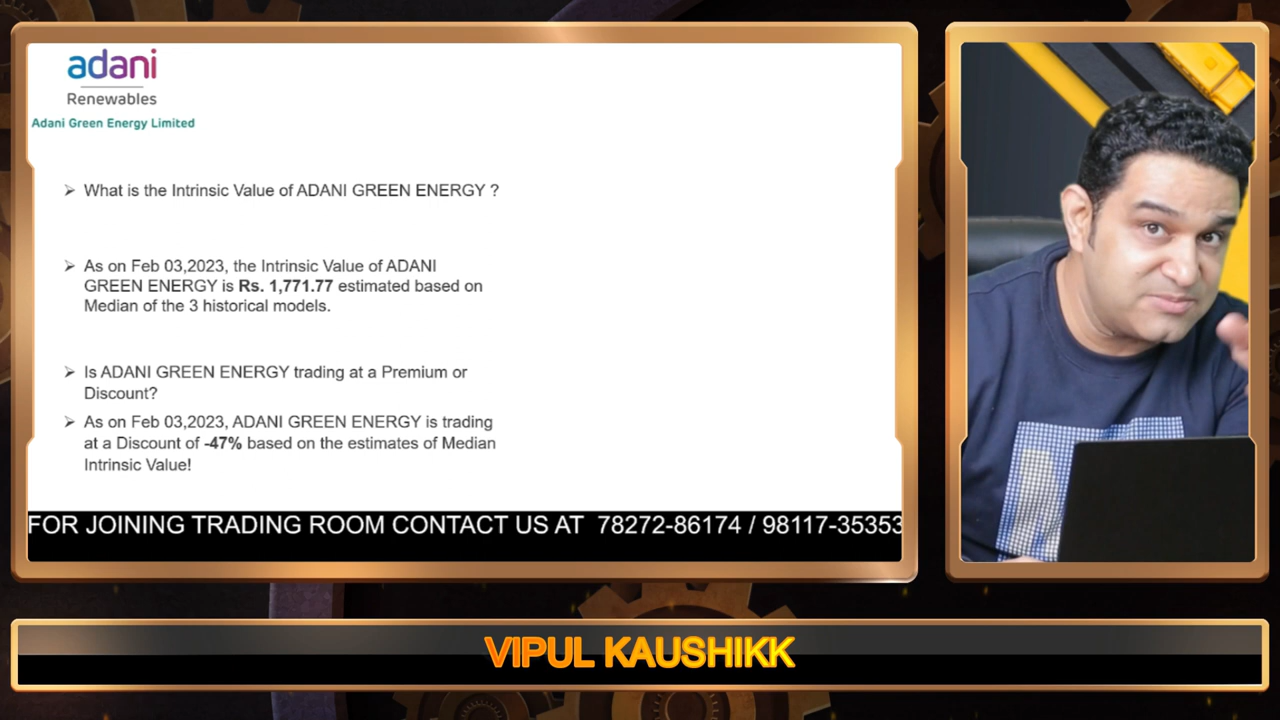 adani
Renewables
Adani Green Energy Limited
➢ What is the Intrinsic Value of ADANI GREEN ENERGY ?
➢ As on Feb 03,2023, the Intrinsic Value of ADANI
GREEN ENERGY is Rs. 1,771.77 estimated based on
Median of the 3 historical models.
➢ Is ADANI GREEN ENERGY trading at a Premium or
Discount?
➢ As on Feb 03,2023, ADANI GREEN ENERGY is trading
at a Discount of -47% based on the estimates of Median
Intrinsic Value!
FOR JOINING TRADING ROOM CONTACT US AT 78272-86174 / 98117-35353
VIPUL KAUSHIKK